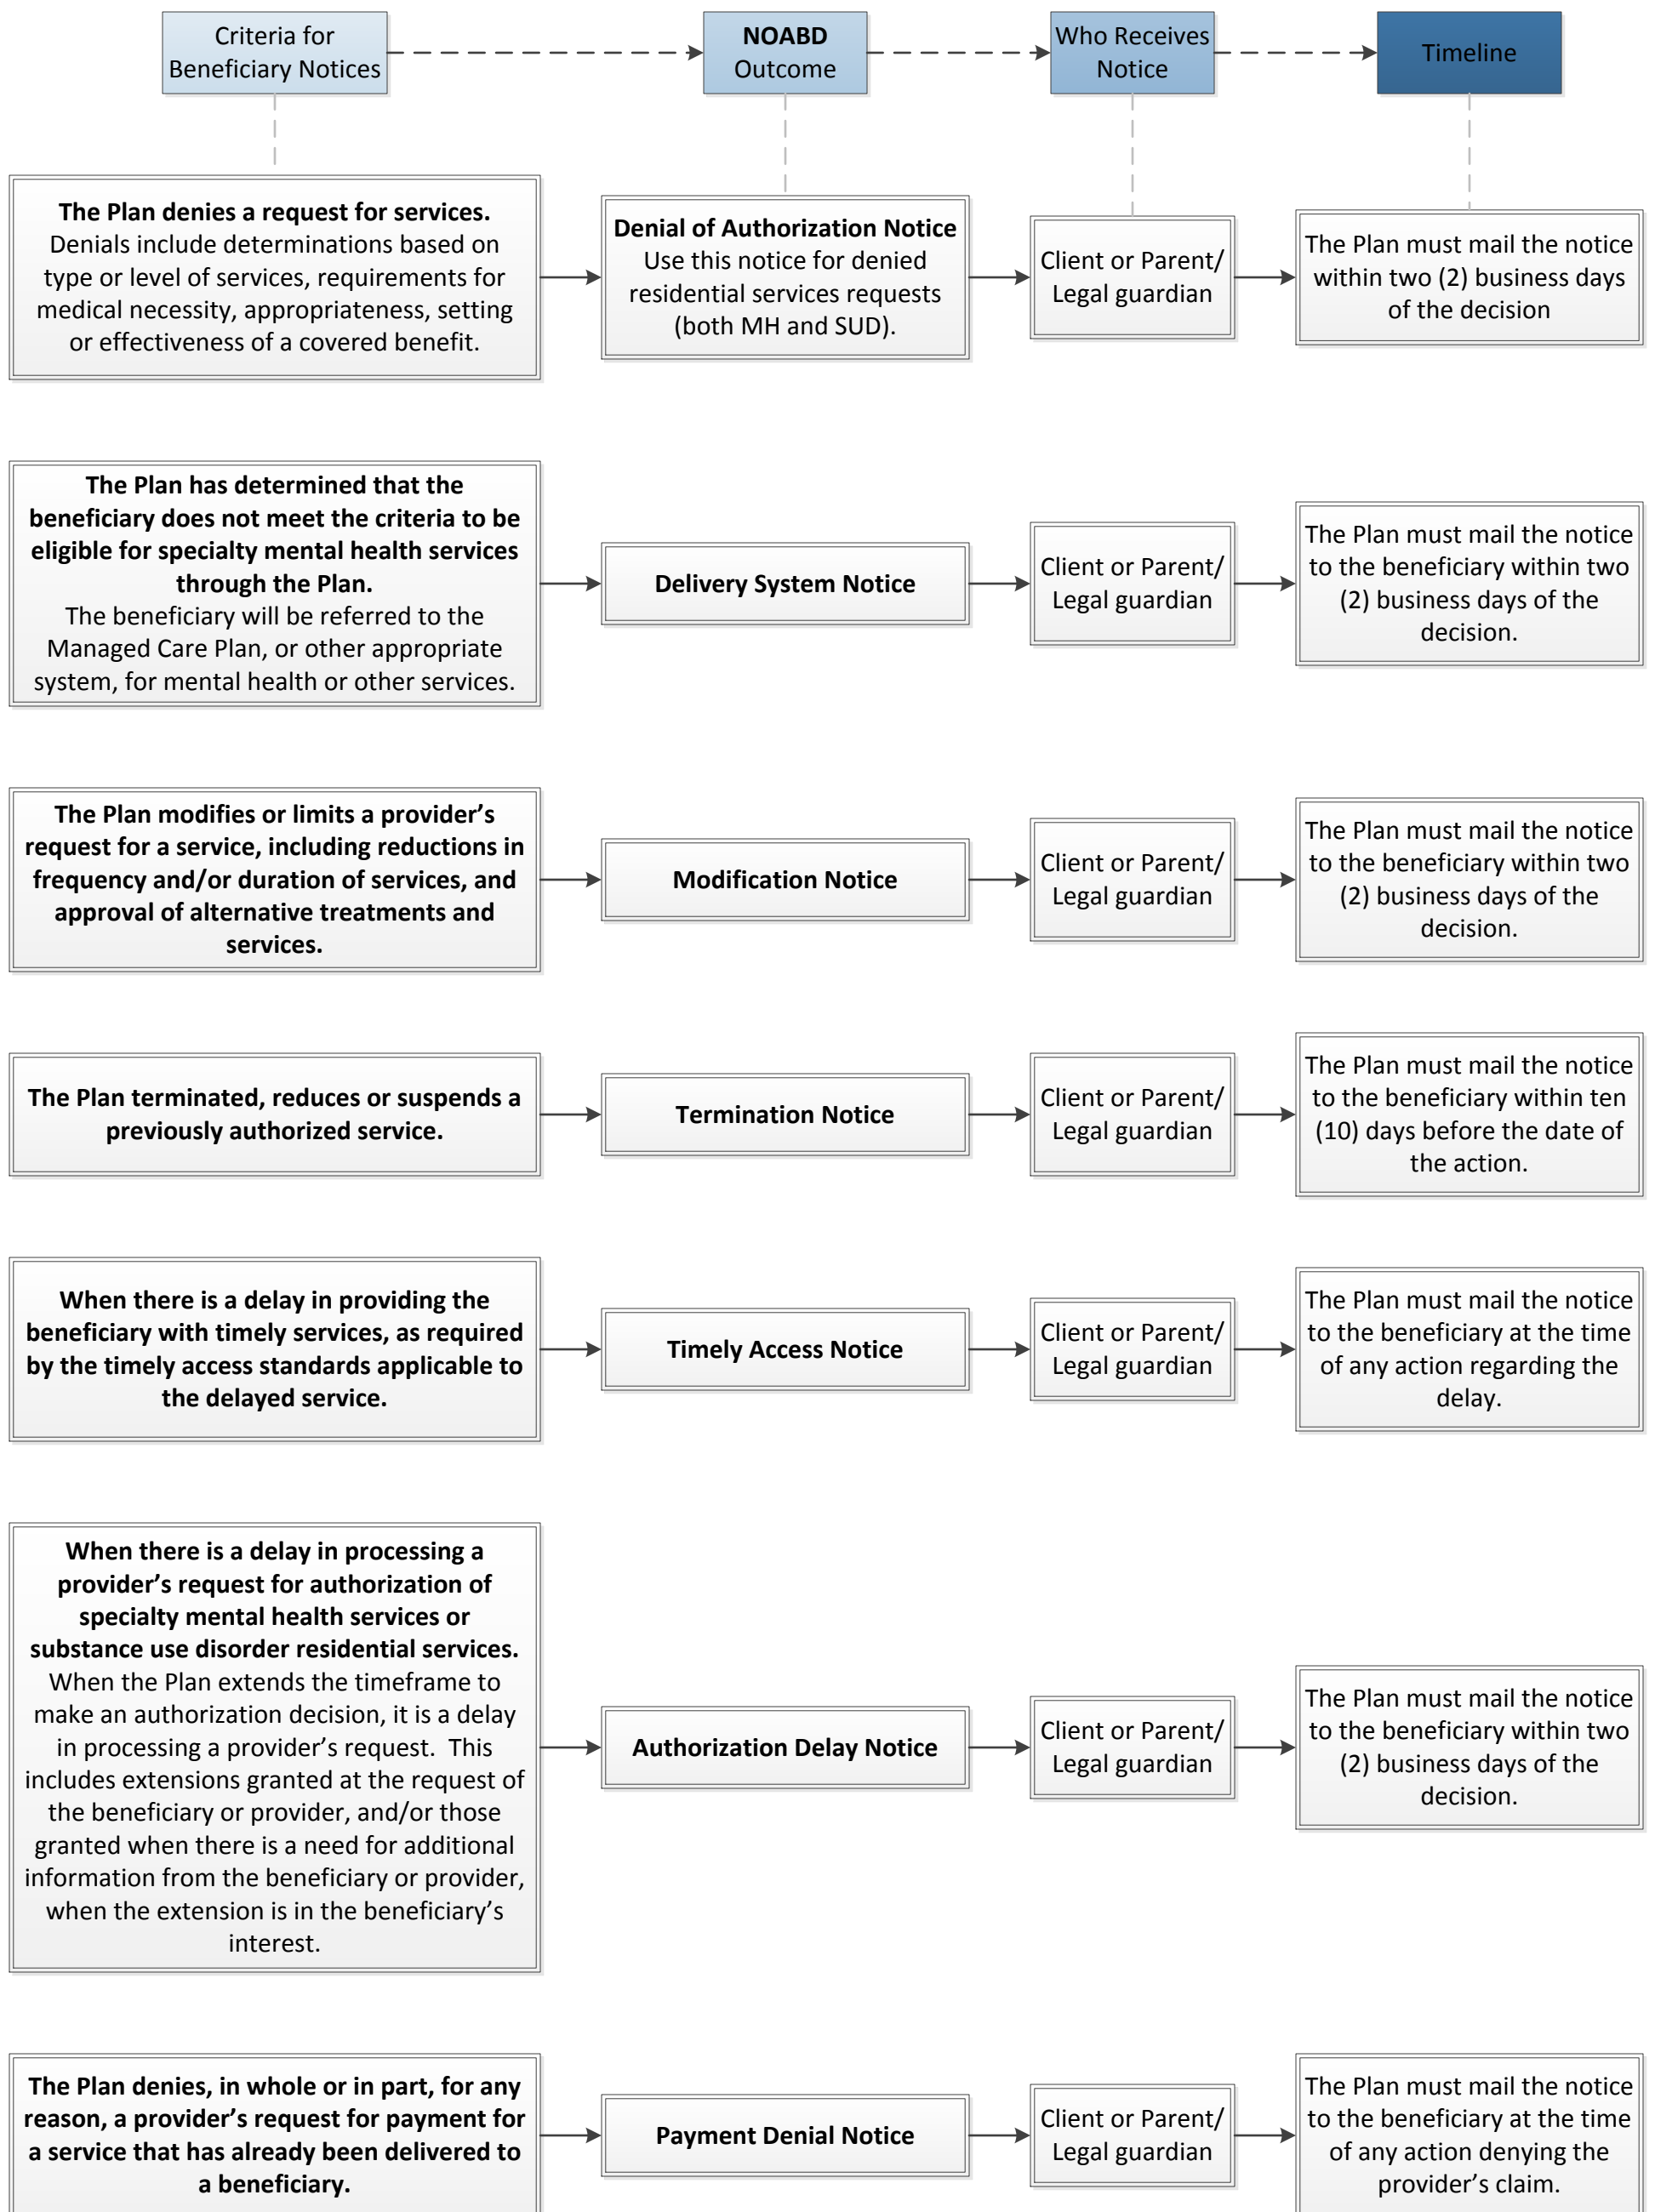 Criteria for
Beneficiary Notices
NOABD
Outcome
Who Receives
Notice
Timeline
The Plan denies a request for services.
Denials include determinations based on
type or level of services, requirements for
medical necessity, appropriateness, setting
or effectiveness of a covered benefit.
Denial of Authorization Notice
Use this notice for denied
residential services requests
(both MH and SUD).
Client or Parent/
Legal guardian
The Plan must mail the notice
within two (2) business days
of the decision
The Plan has determined that the
beneficiary does not meet the criteria to be
eligible for specialty mental health services
through the Plan.
The beneficiary will be referred to the
Managed Care Plan, or other appropriate
system, for mental health or other services.
Delivery System Notice
Client or Parent/
Legal guardian
The Plan must mail the notice
to the beneficiary within two
(2) business days of the
decision.
The Plan modifies or limits a provider’s
request for a service, including reductions in
frequency and/or duration of services, and
approval of alternative treatments and
services.
Modification Notice
Client or Parent/
Legal guardian
The Plan must mail the notice
to the beneficiary within two
(2) business days of the
decision.
The Plan terminated, reduces or suspends a
previously authorized service.
Termination Notice
Client or Parent/
Legal guardian
The Plan must mail the notice
to the beneficiary within ten
(10) days before the date of
the action.
When there is a delay in providing the
beneficiary with timely services, as required
by the timely access standards applicable to
the delayed service.
Timely Access Notice
Client or Parent/
Legal guardian
The Plan must mail the notice
to the beneficiary at the time
of any action regarding the
delay.
When there is a delay in processing a
provider’s request for authorization of
specialty mental health services or
substance use disorder residential services.
When the Plan extends the timeframe to
make an authorization decision, it is a delay
in processing a provider’s request.  This
includes extensions granted at the request of
the beneficiary or provider, and/or those
granted when there is a need for additional
information from the beneficiary or provider,
when the extension is in the beneficiary’s
interest.
Authorization Delay Notice
Client or Parent/
Legal guardian
The Plan must mail the notice
to the beneficiary within two
(2) business days of the
decision.
The Plan denies, in whole or in part, for any
reason, a provider’s request for payment for
a service that has already been delivered to
a beneficiary.
Payment Denial Notice
Client or Parent/
Legal guardian
The Plan must mail the notice
to the beneficiary at the time
of any action denying the
provider’s claim.